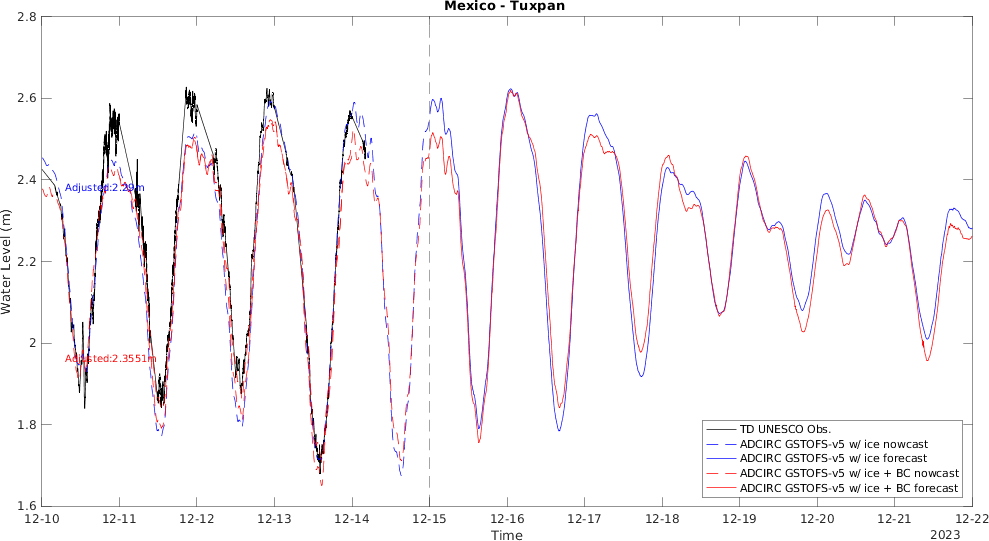 Mexico - Tuxpan
2.8
2.6
2.4
2.2
2
1.8
1.6
Water Level (m)
Adjusted:2.29m
Adjusted:2.3551m
TD UNESCO Obs.
ADCIRC GSTOFS-v5 w/ ice nowcast
ADCIRC GSTOFS-v5 w/ ice forecast
ADCIRC GSTOFS-v5 w/ ice + BC nowcast
ADCIRC GSTOFS-v5 w/ ice + BC forecast
12-10 12-11 12-12 12-13 12-14 12-15 12-16 12-17 12-18 12-19 12-20 12-21 12-22
Time
2023